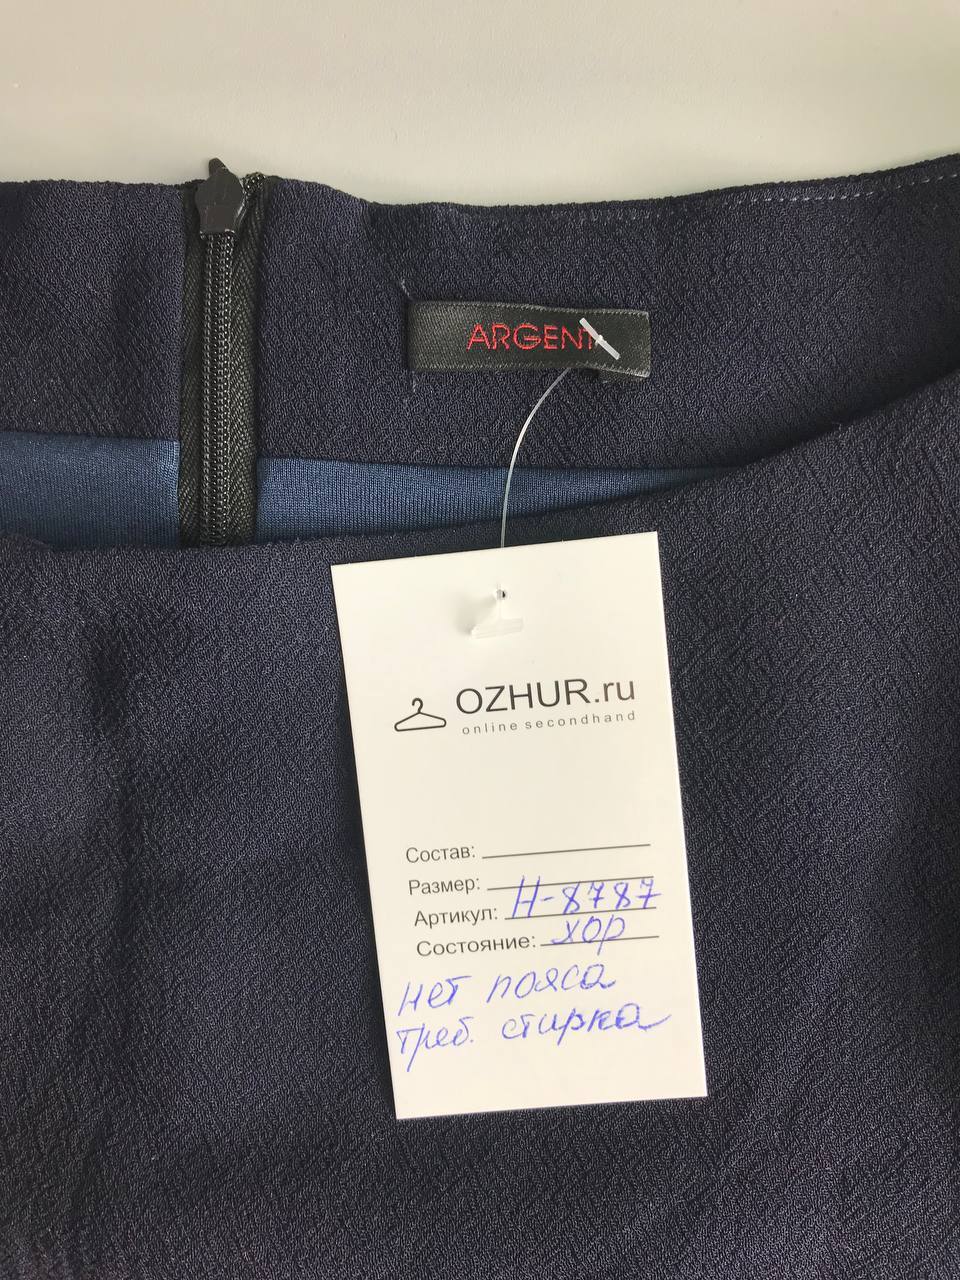 ARGENT
OZHUR.ru
online secondhand
Состав:
Размер:
Артикул: Н-8787
Состояние: хор
нет пояса
треб. стирка